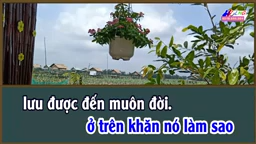 lưu được đến muôn đời.
ở trên khăn nó làm sao